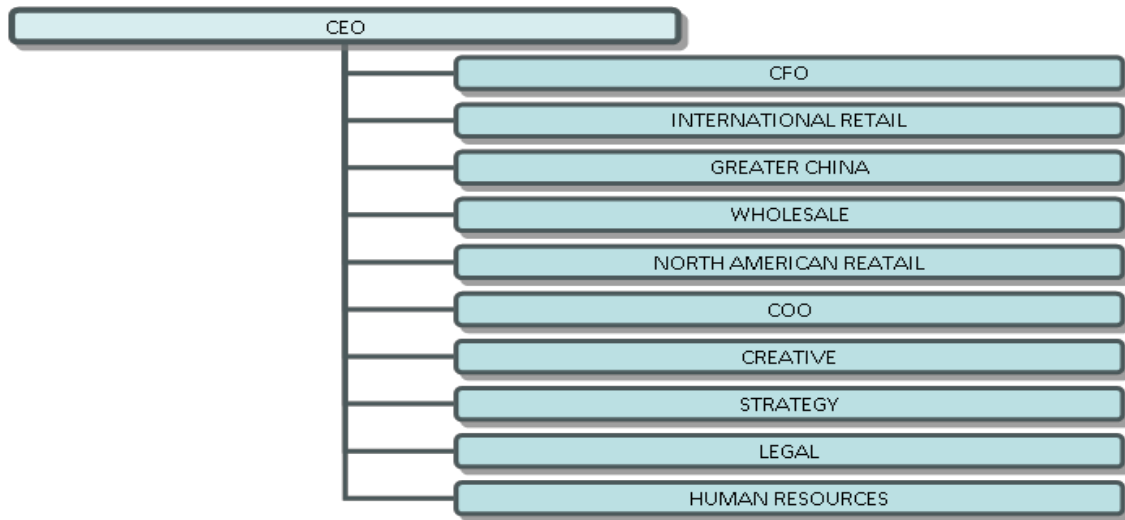 CEO
CFO
INTERNATIONAL RETAIL
GREATER CHINA
WHOLESALE
NORTH AMERICAN REATAIL
COO
CREATIVE
STRATEGY
LEGAL
HUMAN RESOURCES